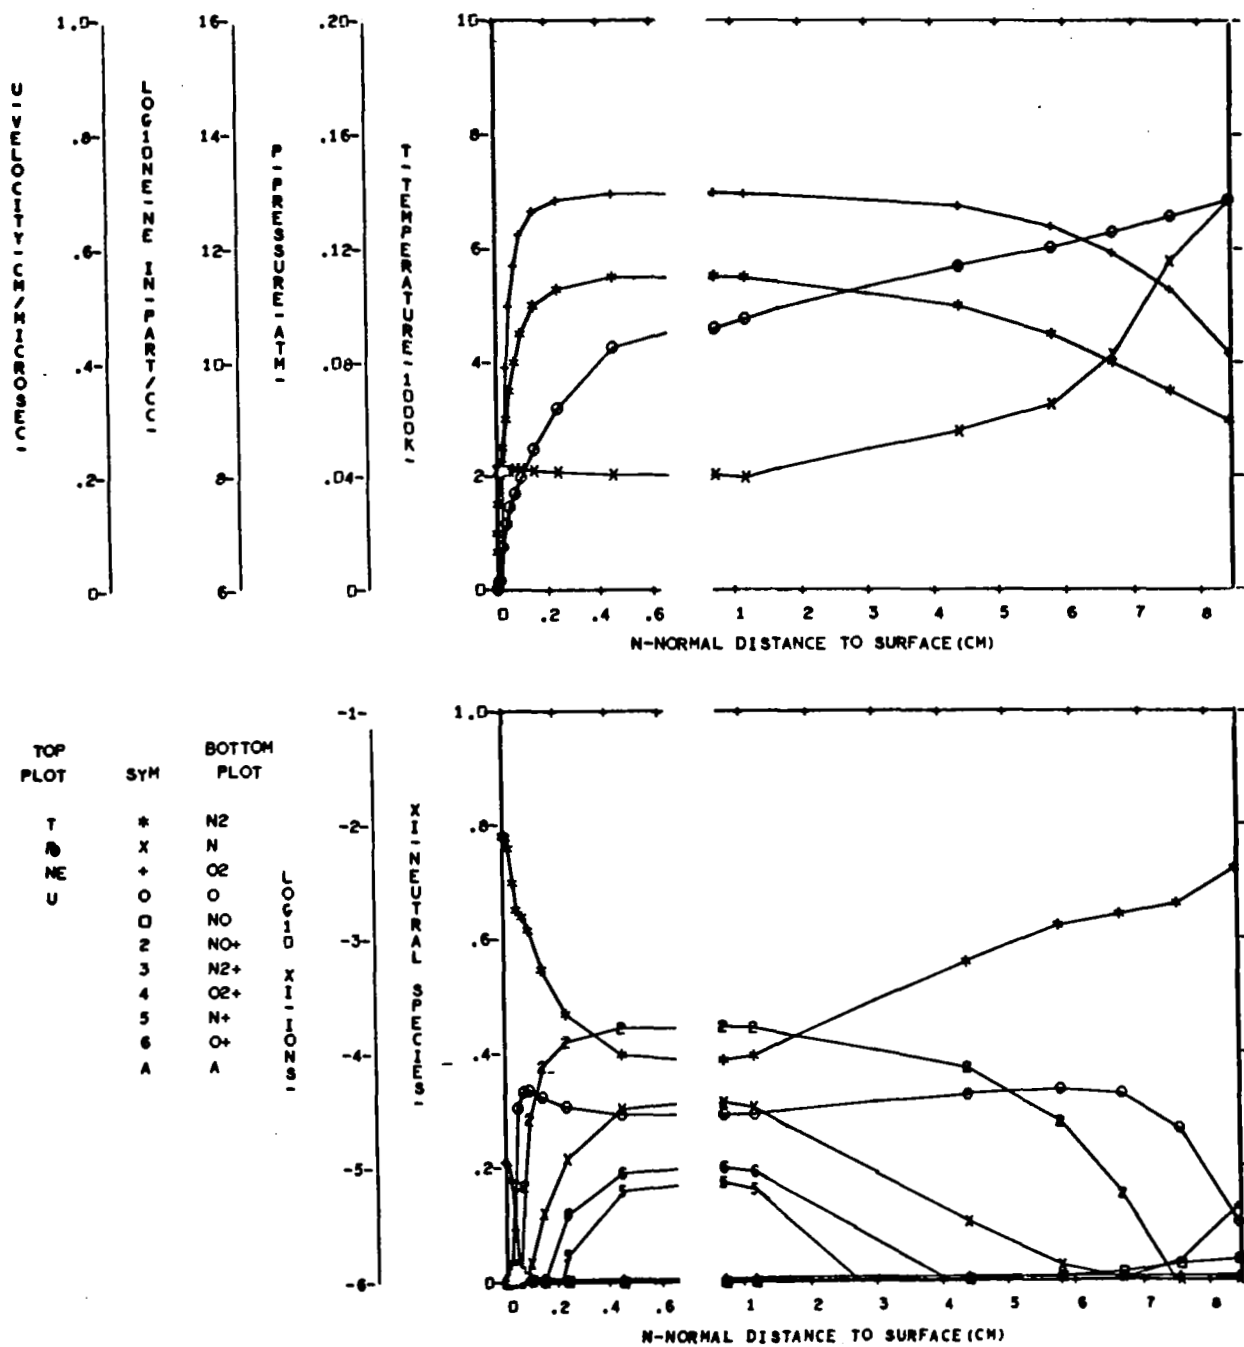 1.0- 16- .20- 10-
.8- 14- .16- 8-
.6- 12- .12- 6-
.4- 10- .08- 4-
.2- 8- .04- 2-
0- 6- 0- 0-
U-VELOCITY-CM/MICROSEC-
LOG10NE-NE IN-PART/CC-
P-PRESSURE-ATM-
T-TEMPERATURE-1000K-
0 .2 .4 .6 1 2 3 4 5 6 7 8
N-NORMAL DISTANCE TO SURFACE(CM)
-1- 1.0-
-2- .8-
-3- .6-
-4- .4-
-5- .2-
-6- 0-
TOP PLOT SYM BOTTOM PLOT
T * N2
X N
NE + O2
U O O
□ NO
2 NO+
3 N2+
4 O2+
5 N+
6 O+
A A
LOG10 XI-IONS-
XI-NEUTRAL SPECIES-
0 .2 .4 .6 1 2 3 4 5 6 7 8
N-NORMAL DISTANCE TO SURFACE(CM)